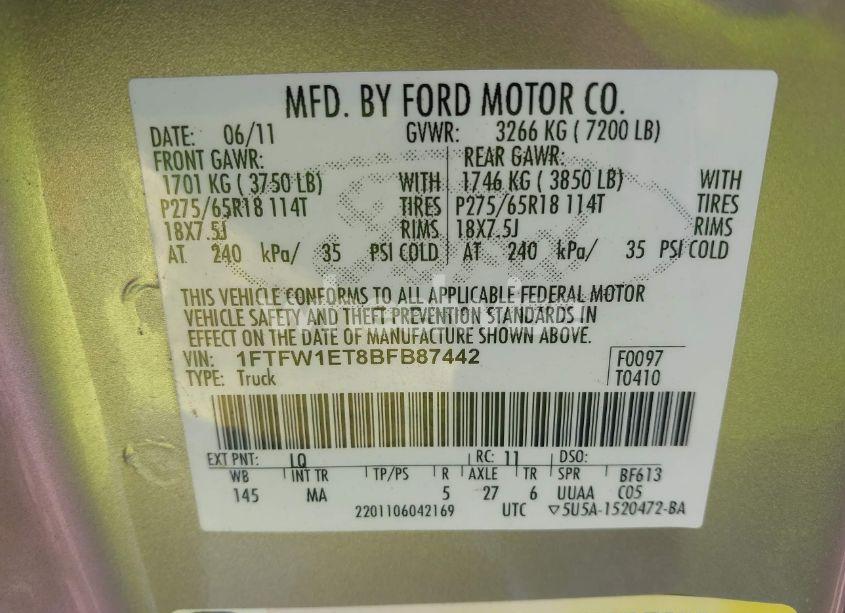 MFD. BY FORD MOTOR CO.
DATE: 06/11 GVWR: 3266 KG ( 7200 LB)
FRONT GAWR: REAR GAWR:
1701 KG ( 3750 LB) WITH 1746 KG ( 3850 LB) WITH
P275/65R18 114T TIRES P275/65R18 114T TIRES
18X7.5J RIMS 18X7.5J RIMS
AT 240 kPa/ 35 PSI COLD AT 240 kPa/ 35 PSI COLD
THIS VEHICLE CONFORMS TO ALL APPLICABLE FEDERAL MOTOR
VEHICLE SAFETY AND THEFT PREVENTION STANDARDS IN
EFFECT ON THE DATE OF MANUFACTURE SHOWN ABOVE.
VIN: 1FTFW1ET8BFB87442 F0097
TYPE: Truck T0410
EXT PNT: LQ RC: 11 DSO:
WB INT TR TP/PS R AXLE TR SPR BF613
145 MA 5 27 6 UUAA C05
2201106042169 UTC ▽5U5A-1520472-BA